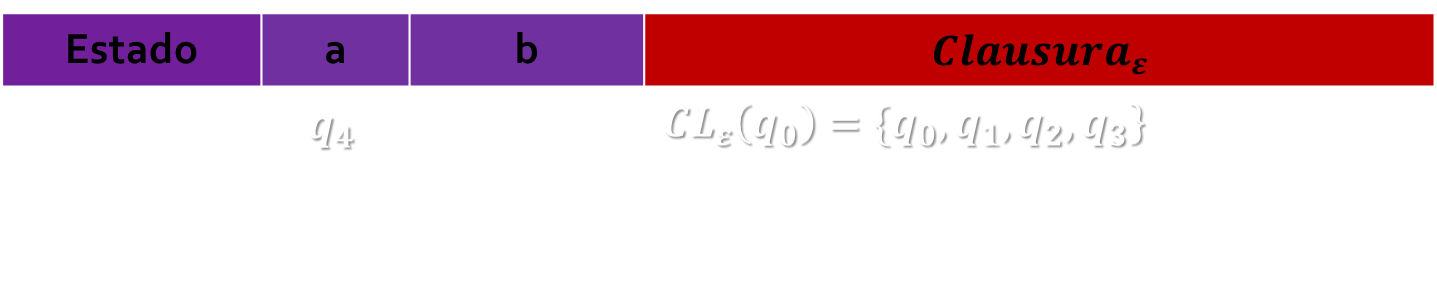 Estado a b Clausura_ε
q_4 CL_ε(q_0) = {q_0, q_1, q_2, q_3}